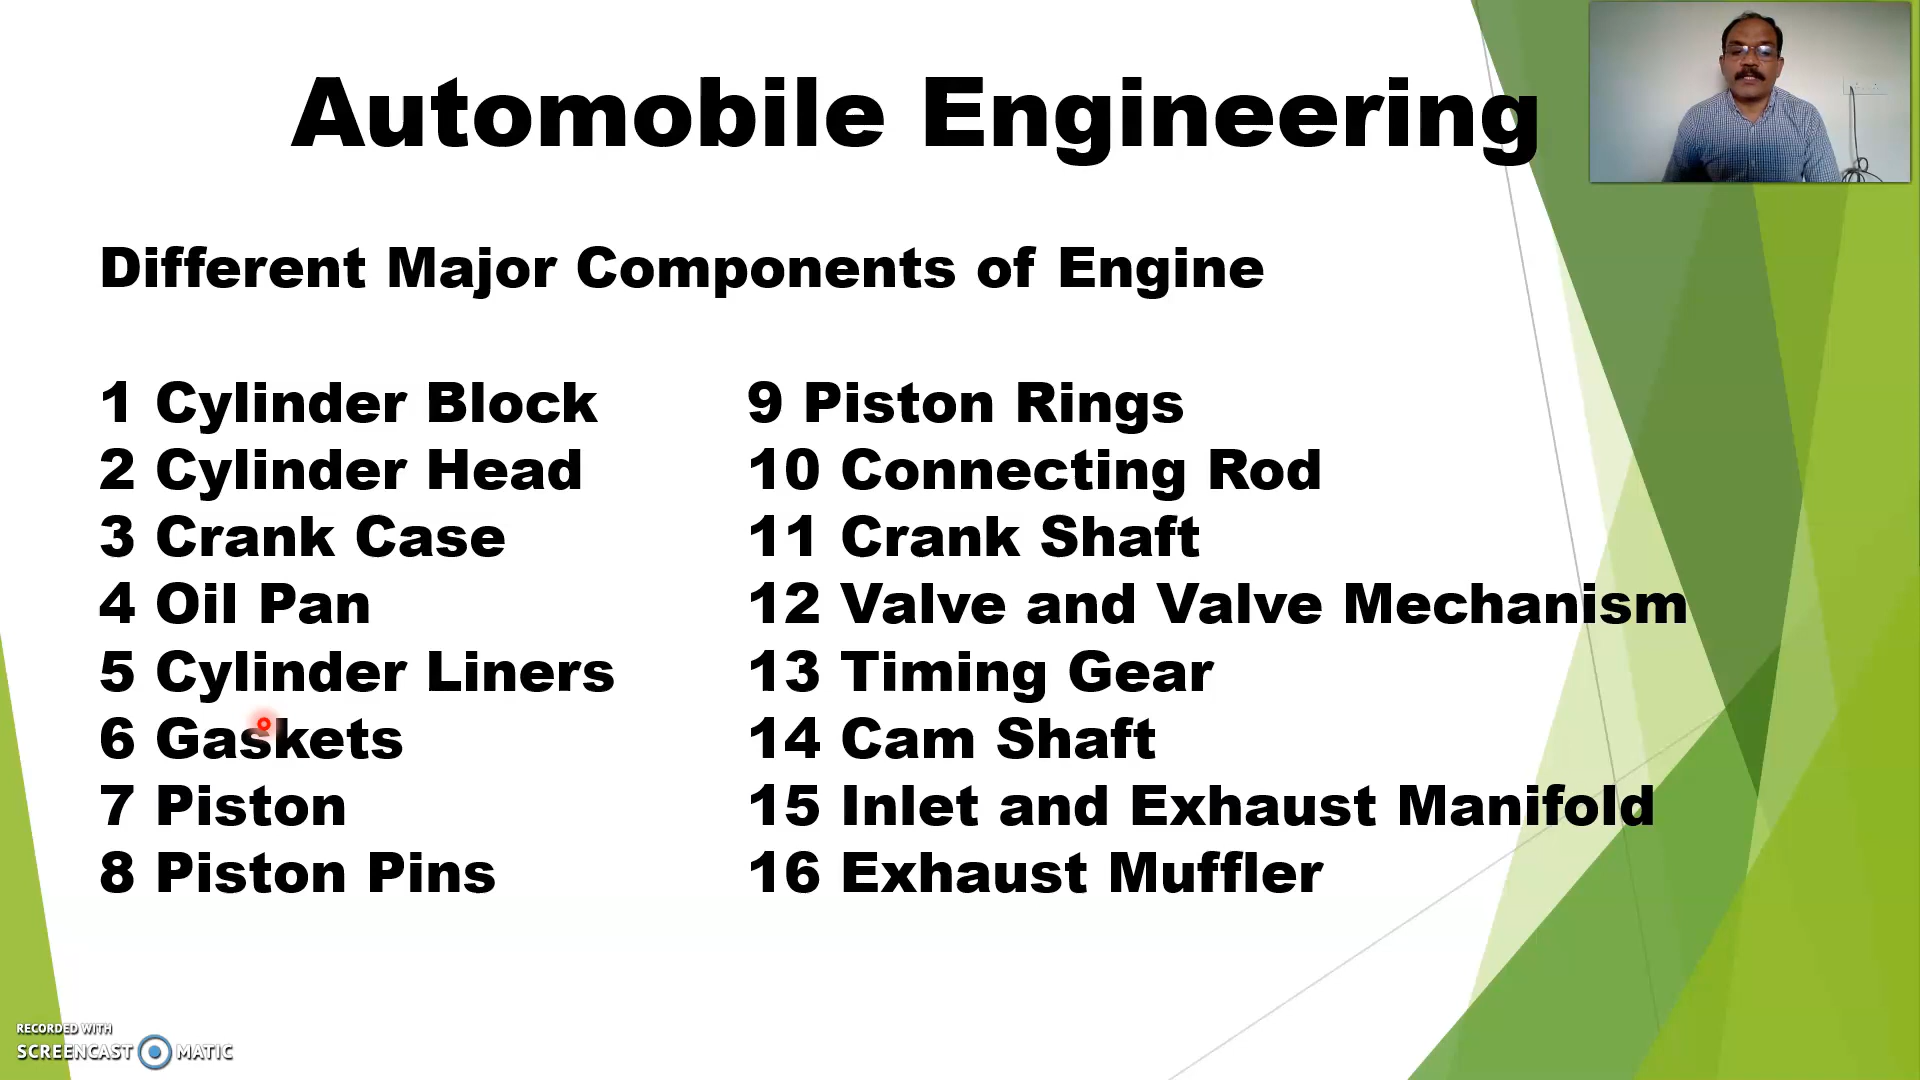 Automobile Engineering
Different Major Components of Engine
1 Cylinder Block
2 Cylinder Head
3 Crank Case
4 Oil Pan
5 Cylinder Liners
6 Gaskets
7 Piston
8 Piston Pins
9 Piston Rings
10 Connecting Rod
11 Crank Shaft
12 Valve and Valve Mechanism
13 Timing Gear
14 Cam Shaft
15 Inlet and Exhaust Manifold
16 Exhaust Muffler
RECORDED WITH
SCREENCAST MATIC